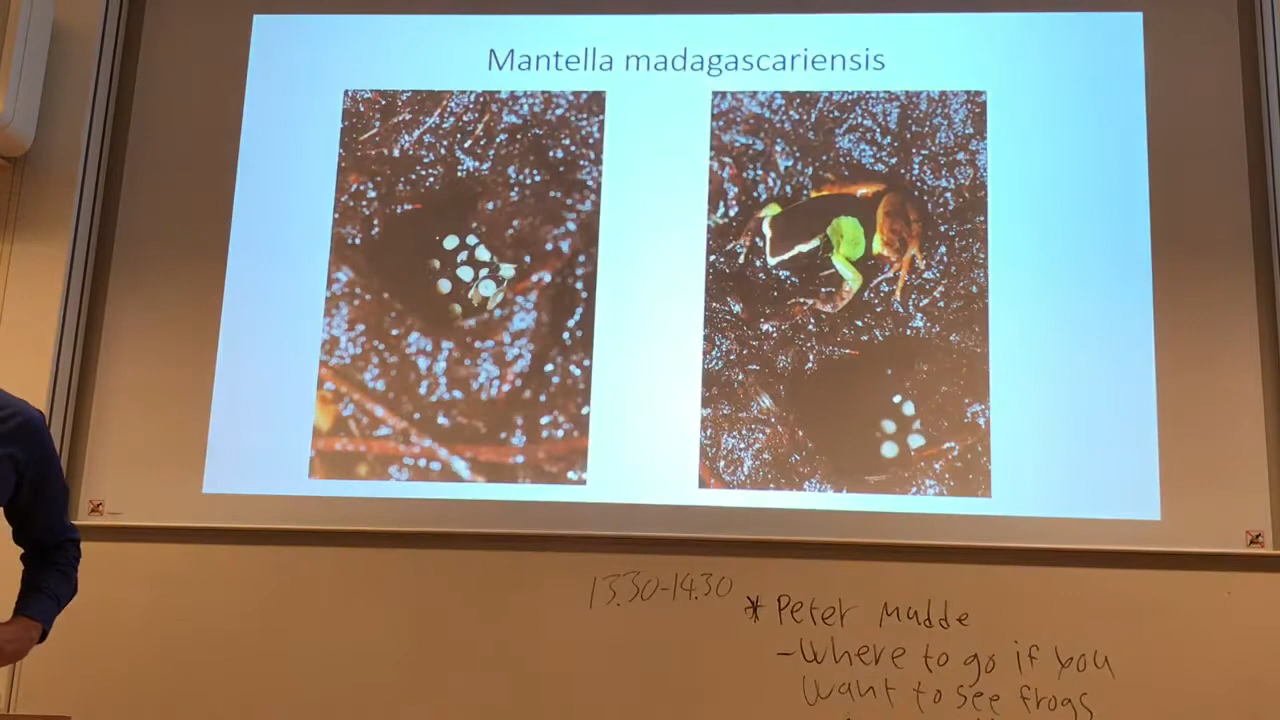 Mantella madagascariensis
13.30-14.30
* Peter Mudde
-Where to go if you
want to see frogs